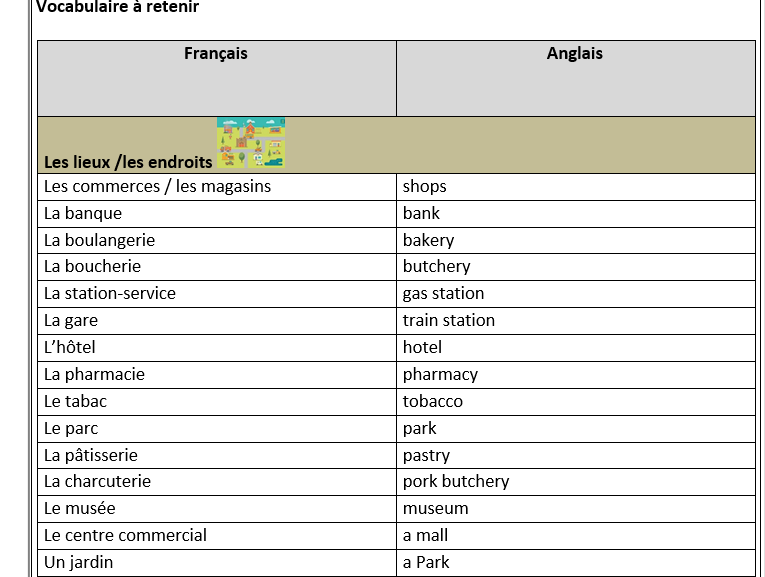 Vocabulaire à retenir
Français Anglais
Les lieux /les endroits
Les commerces / les magasins shops
La banque bank
La boulangerie bakery
La boucherie butchery
La station-service gas station
La gare train station
L’hôtel hotel
La pharmacie pharmacy
Le tabac tobacco
Le parc park
La pâtisserie pastry
La charcuterie pork butchery
Le musée museum
Le centre commercial a mall
Un jardin a Park